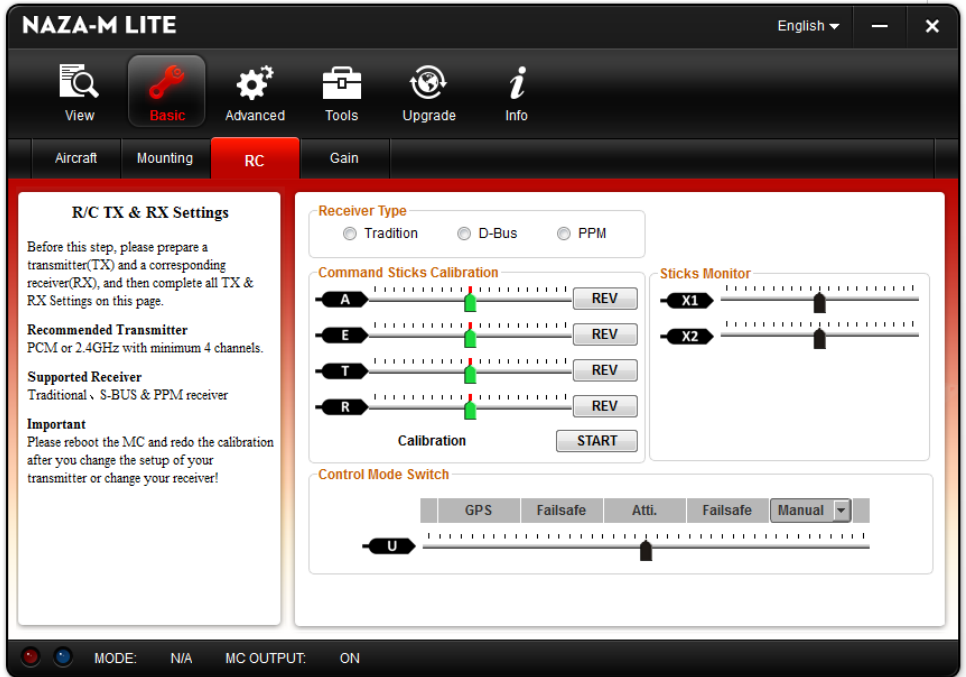 NAZA-M LITE
English
View
Basic
Advanced
Tools
Upgrade
i
Info
Aircraft
Mounting
RC
Gain
R/C TX & RX Settings
Before this step, please prepare a
transmitter(TX) and a corresponding
receiver(RX), and then complete all TX &
RX Settings on this page.
Recommended Transmitter
PCM or 2.4GHz with minimum 4 channels.
Supported Receiver
Traditional、S-BUS & PPM receiver
Important
Please reboot the MC and redo the calibration
after you change the setup of your
transmitter or change your receiver!
Receiver Type
Tradition
D-Bus
PPM
Command Sticks Calibration
A
REV
E
REV
T
REV
R
REV
Calibration
START
Sticks Monitor
X1
X2
Control Mode Switch
GPS
Failsafe
Atti.
Failsafe
Manual
U
MODE: N/A MC OUTPUT: ON